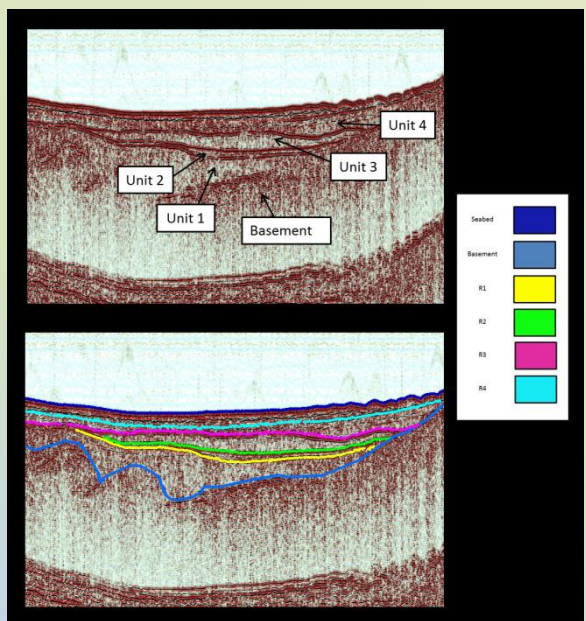 Unit 4
Unit 3
Unit 2
Unit 1
Basement
Seabed
Basement
R1
R2
R3
R4